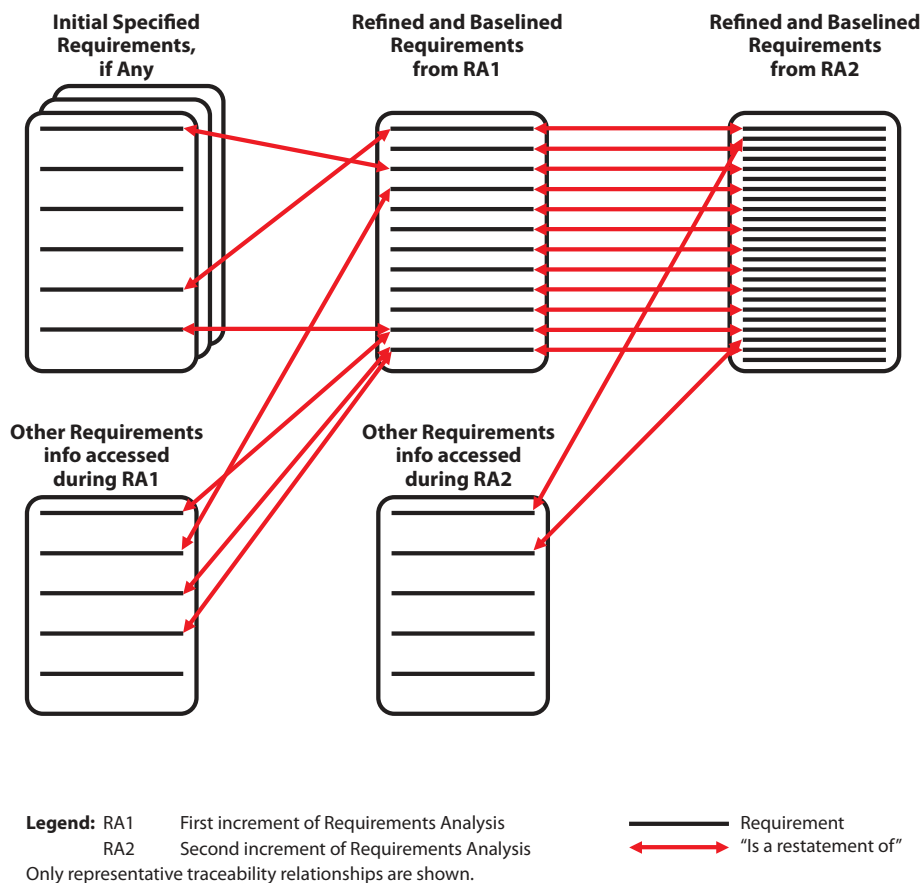 Initial Specified
Requirements,
if Any
Refined and Baselined
Requirements
from RA1
Refined and Baselined
Requirements
from RA2
Other Requirements
info accessed
during RA1
Other Requirements
info accessed
during RA2
Legend: RA1 First increment of Requirements Analysis
RA2 Second increment of Requirements Analysis
Only representative traceability relationships are shown.
Requirement
“Is a restatement of”